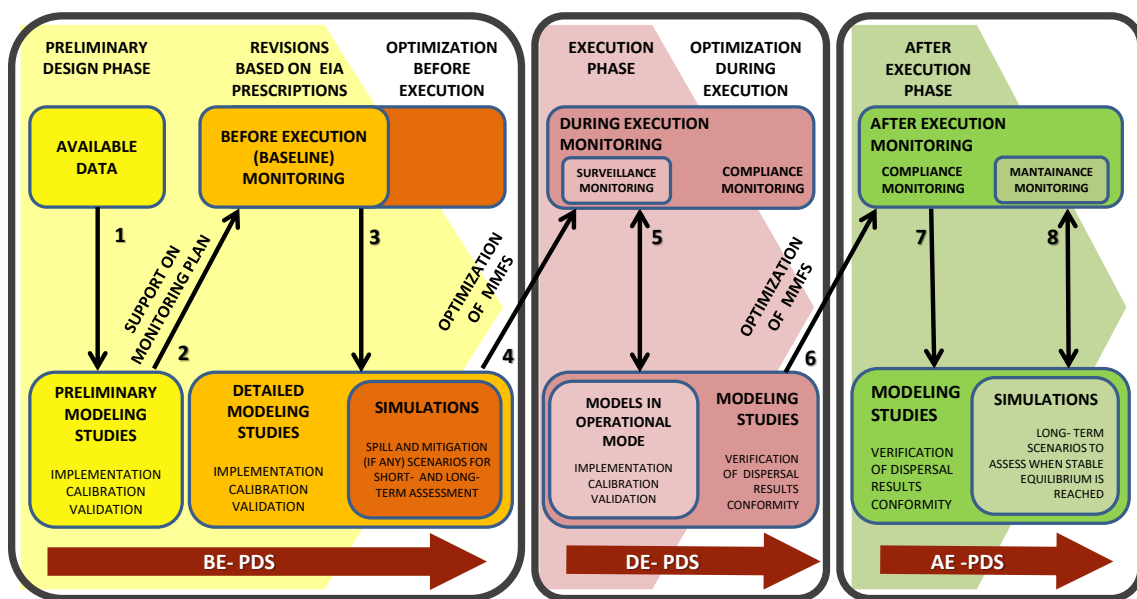 PRELIMINARY
DESIGN PHASE
REVISIONS
BASED ON EIA
PRESCRIPTIONS
OPTIMIZATION
BEFORE
EXECUTION
AVAILABLE
DATA
BEFORE EXECUTION
(BASELINE)
MONITORING
1
SUPPORT ON
MONITORING PLAN
2
3
OPTIMIZATION
OF MMFS
4
PRELIMINARY
MODELING
STUDIES
IMPLEMENTATION
CALIBRATION
VALIDATION
DETAILED
MODELING
STUDIES
IMPLEMENTATION
CALIBRATION
VALIDATION
SIMULATIONS
SPILL AND MITIGATION
(IF ANY) SCENARIOS FOR
SHORT- AND LONG-
TERM ASSESSMENT
BE- PDS
EXECUTION
PHASE
OPTIMIZATION
DURING
EXECUTION
DURING EXECUTION
MONITORING
SURVEILLANCE
MONITORING
COMPLIANCE
MONITORING
5
OPTIMIZATION
OF MMFS
6
MODELS IN
OPERATIONAL
MODE
IMPLEMENTATION
CALIBRATION
VALIDATION
MODELING
STUDIES
VERIFICATION
OF DISPERSAL
RESULTS
CONFORMITY
DE- PDS
AFTER
EXECUTION
PHASE
AFTER EXECUTION
MONITORING
COMPLIANCE
MONITORING
MANTAINANCE
MONITORING
7
8
MODELING
STUDIES
VERIFICATION
OF DISPERSAL
RESULTS
CONFORMITY
SIMULATIONS
LONG- TERM
SCENARIOS TO
ASSESS WHEN STABLE
EQUILIBRIUM IS
REACHED
AE -PDS